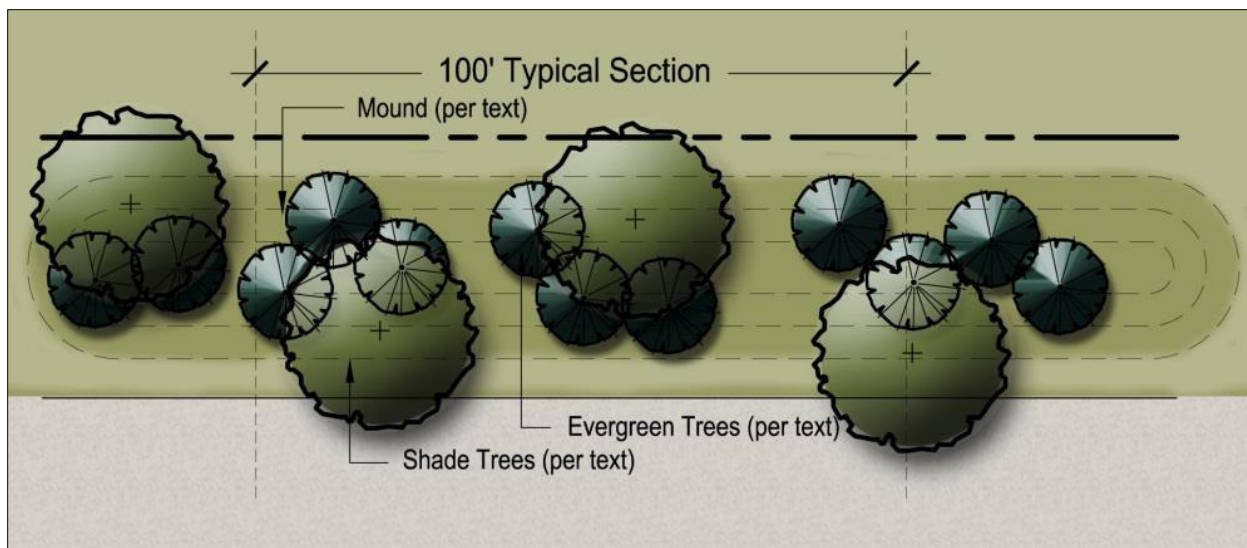 100' Typical Section
Mound (per text)
Evergreen Trees (per text)
Shade Trees (per text)